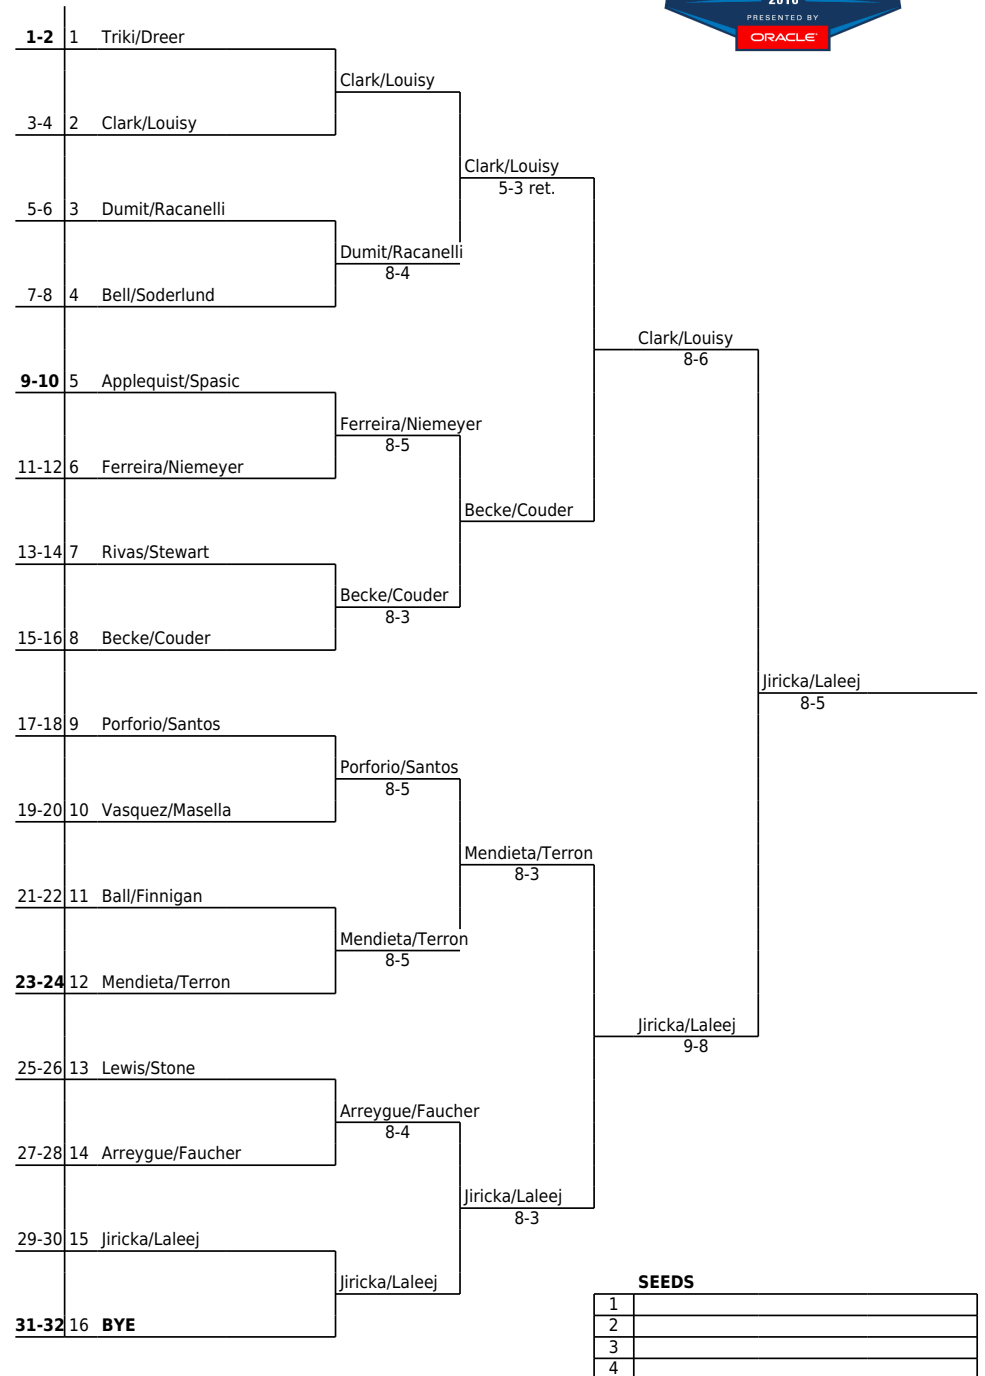 2016
PRESENTED BY
ORACLE
1-2 1 Triki/Dreer
Clark/Louisy
3-4 2 Clark/Louisy
Clark/Louisy
5-3 ret.
5-6 3 Dumit/Racanelli
Dumit/Racanelli
8-4
7-8 4 Bell/Soderlund
Clark/Louisy
8-6
9-10 5 Applequist/Spasic
Ferreira/Niemeyer
8-5
11-12 6 Ferreira/Niemeyer
Becke/Couder
13-14 7 Rivas/Stewart
Becke/Couder
8-3
15-16 8 Becke/Couder
Jiricka/Laleej
8-5
17-18 9 Porforio/Santos
Porforio/Santos
8-5
19-20 10 Vasquez/Masella
Mendieta/Terron
8-3
21-22 11 Ball/Finnigan
Mendieta/Terron
8-5
23-24 12 Mendieta/Terron
Jiricka/Laleej
9-8
25-26 13 Lewis/Stone
Arreygue/Faucher
8-4
27-28 14 Arreygue/Faucher
Jiricka/Laleej
8-3
29-30 15 Jiricka/Laleej
Jiricka/Laleej
31-32 16 BYE
SEEDS
1
2
3
4